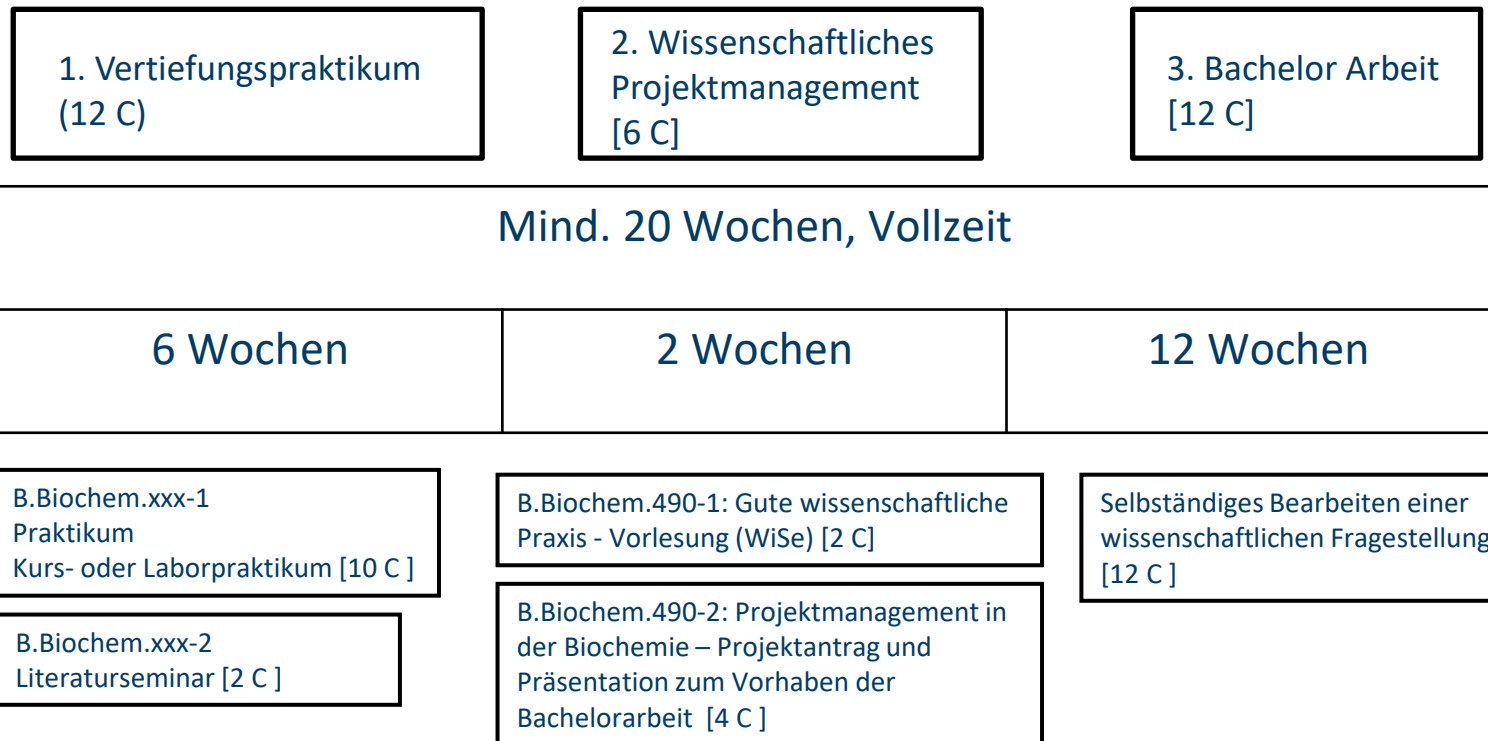 1. Vertiefungspraktikum
(12 C)
2. Wissenschaftliches
Projektmanagement
[6 C]
3. Bachelor Arbeit
[12 C]
Mind. 20 Wochen, Vollzeit
6 Wochen
2 Wochen
12 Wochen
B.Biochem.xxx-1
Praktikum
Kurs- oder Laborpraktikum [10 C ]
B.Biochem.xxx-2
Literaturseminar [2 C ]
B.Biochem.490-1: Gute wissenschaftliche
Praxis - Vorlesung (WiSe) [2 C]
B.Biochem.490-2: Projektmanagement in
der Biochemie – Projektantrag und
Präsentation zum Vorhaben der
Bachelorarbeit  [4 C ]
Selbständiges Bearbeiten einer
wissenschaftlichen Fragestellung
[12 C ]